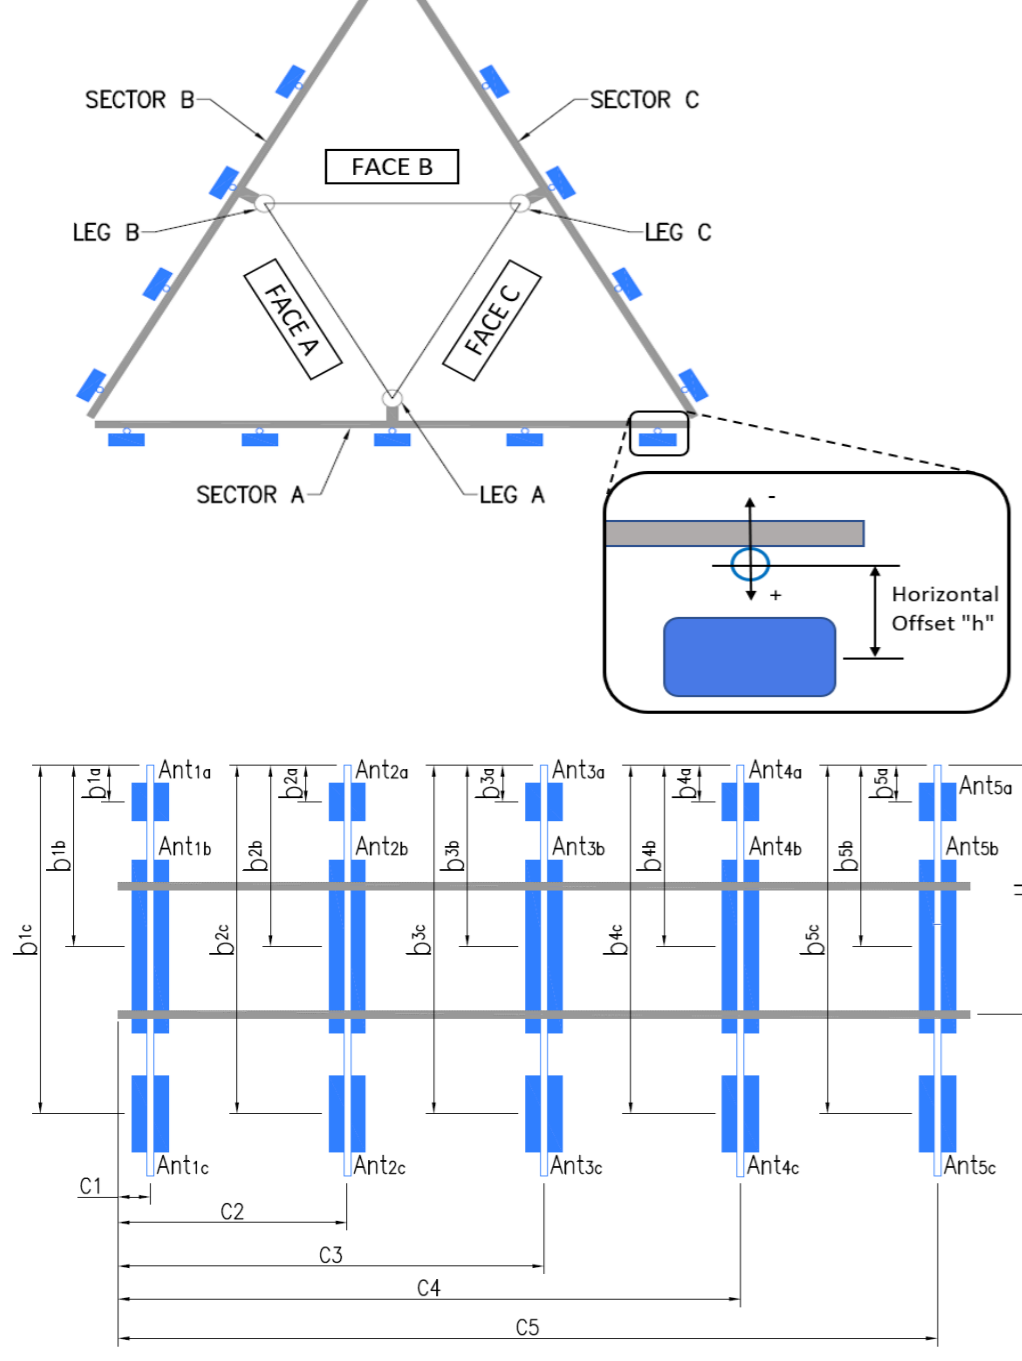 SECTOR B
SECTOR C
FACE B
LEG B
LEG C
FACE A
FACE C
SECTOR A
LEG A
-
+
Horizontal
Offset "h"
b1a
b1b
b1c
Ant1a
Ant1b
Ant1c
b2a
b2b
b2c
Ant2a
Ant2b
Ant2c
b3a
b3b
b3c
Ant3a
Ant3b
Ant3c
b4a
b4b
b4c
Ant4a
Ant4b
Ant4c
b5a
b5b
b5c
Ant5a
Ant5b
Ant5c
C1
C2
C3
C4
C5